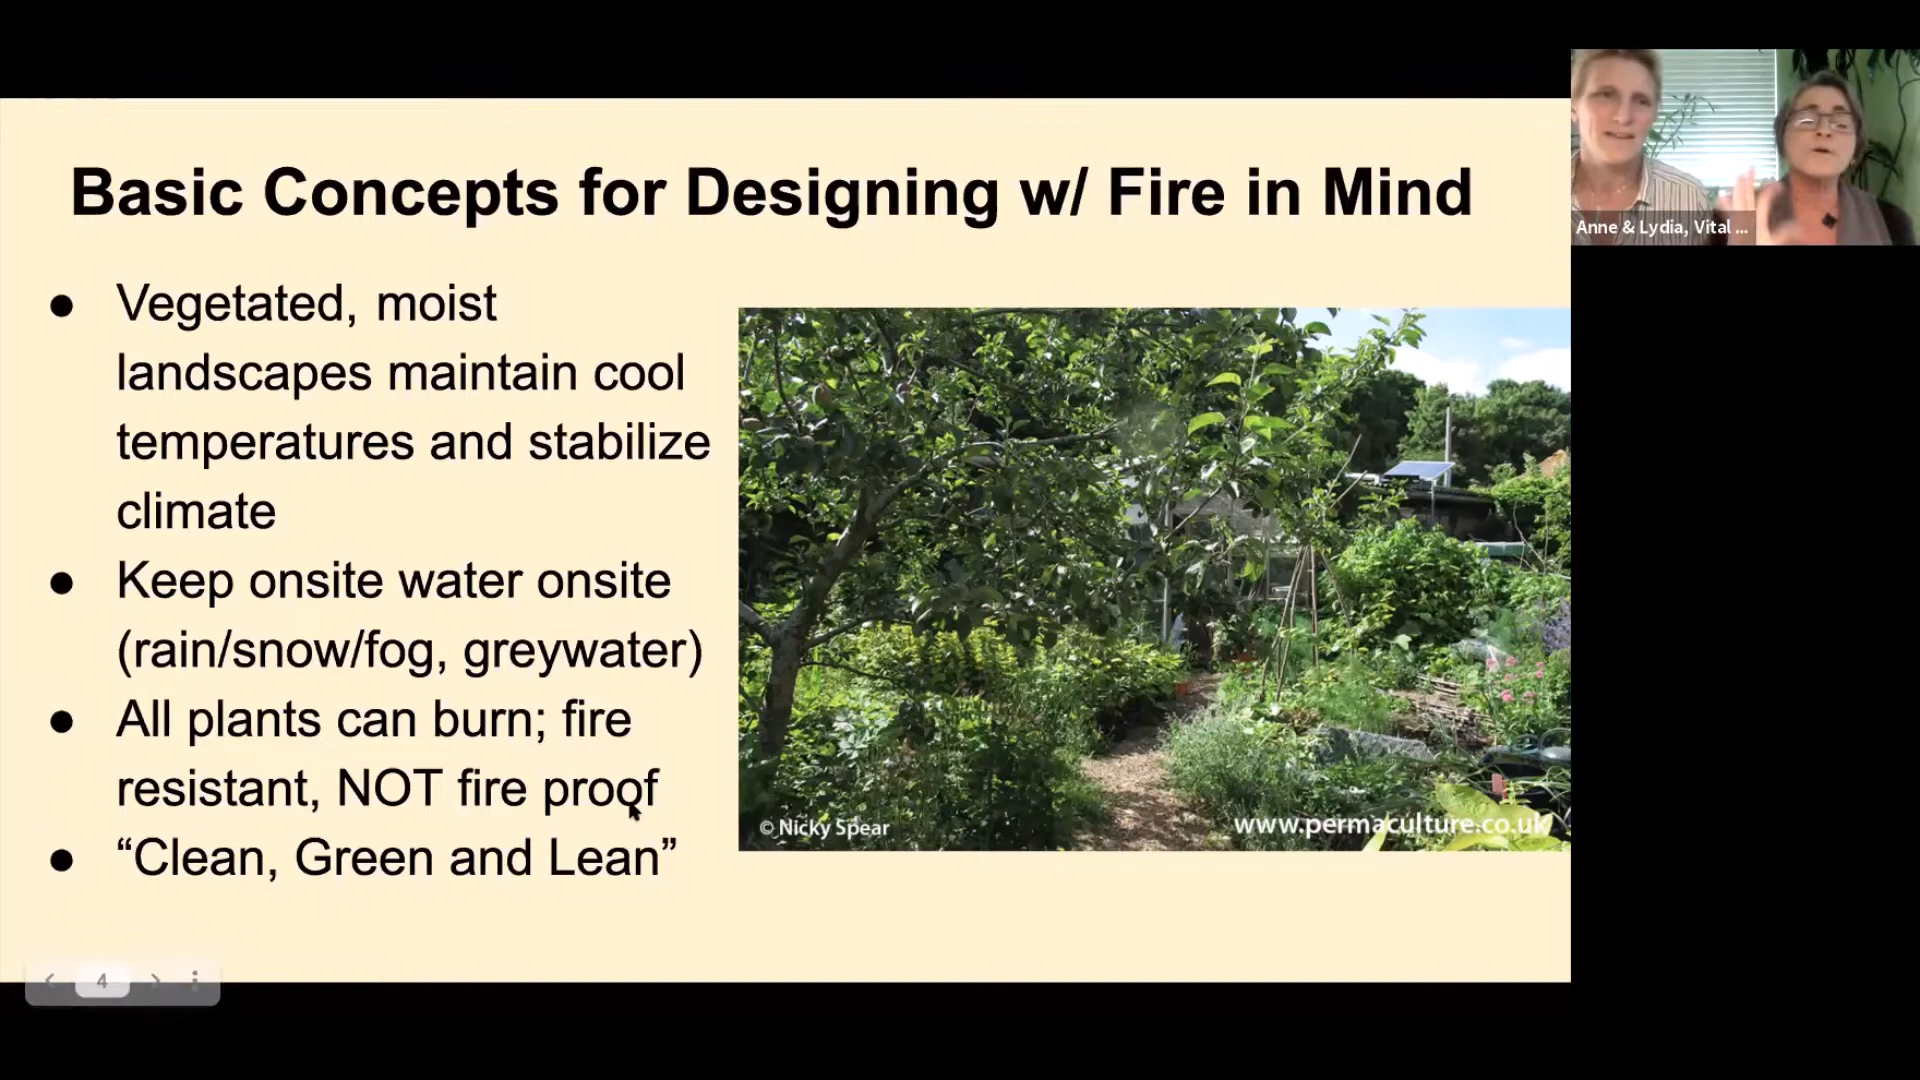 Basic Concepts for Designing w/ Fire in Mind
● Vegetated, moist
landscapes maintain cool
temperatures and stabilize
climate
● Keep onsite water onsite
(rain/snow/fog, greywater)
● All plants can burn; fire
resistant, NOT fire proof
● “Clean, Green and Lean”
© Nicky Spear
www.permaculture.co.uk
Anne & Lydia, Vital ...
4